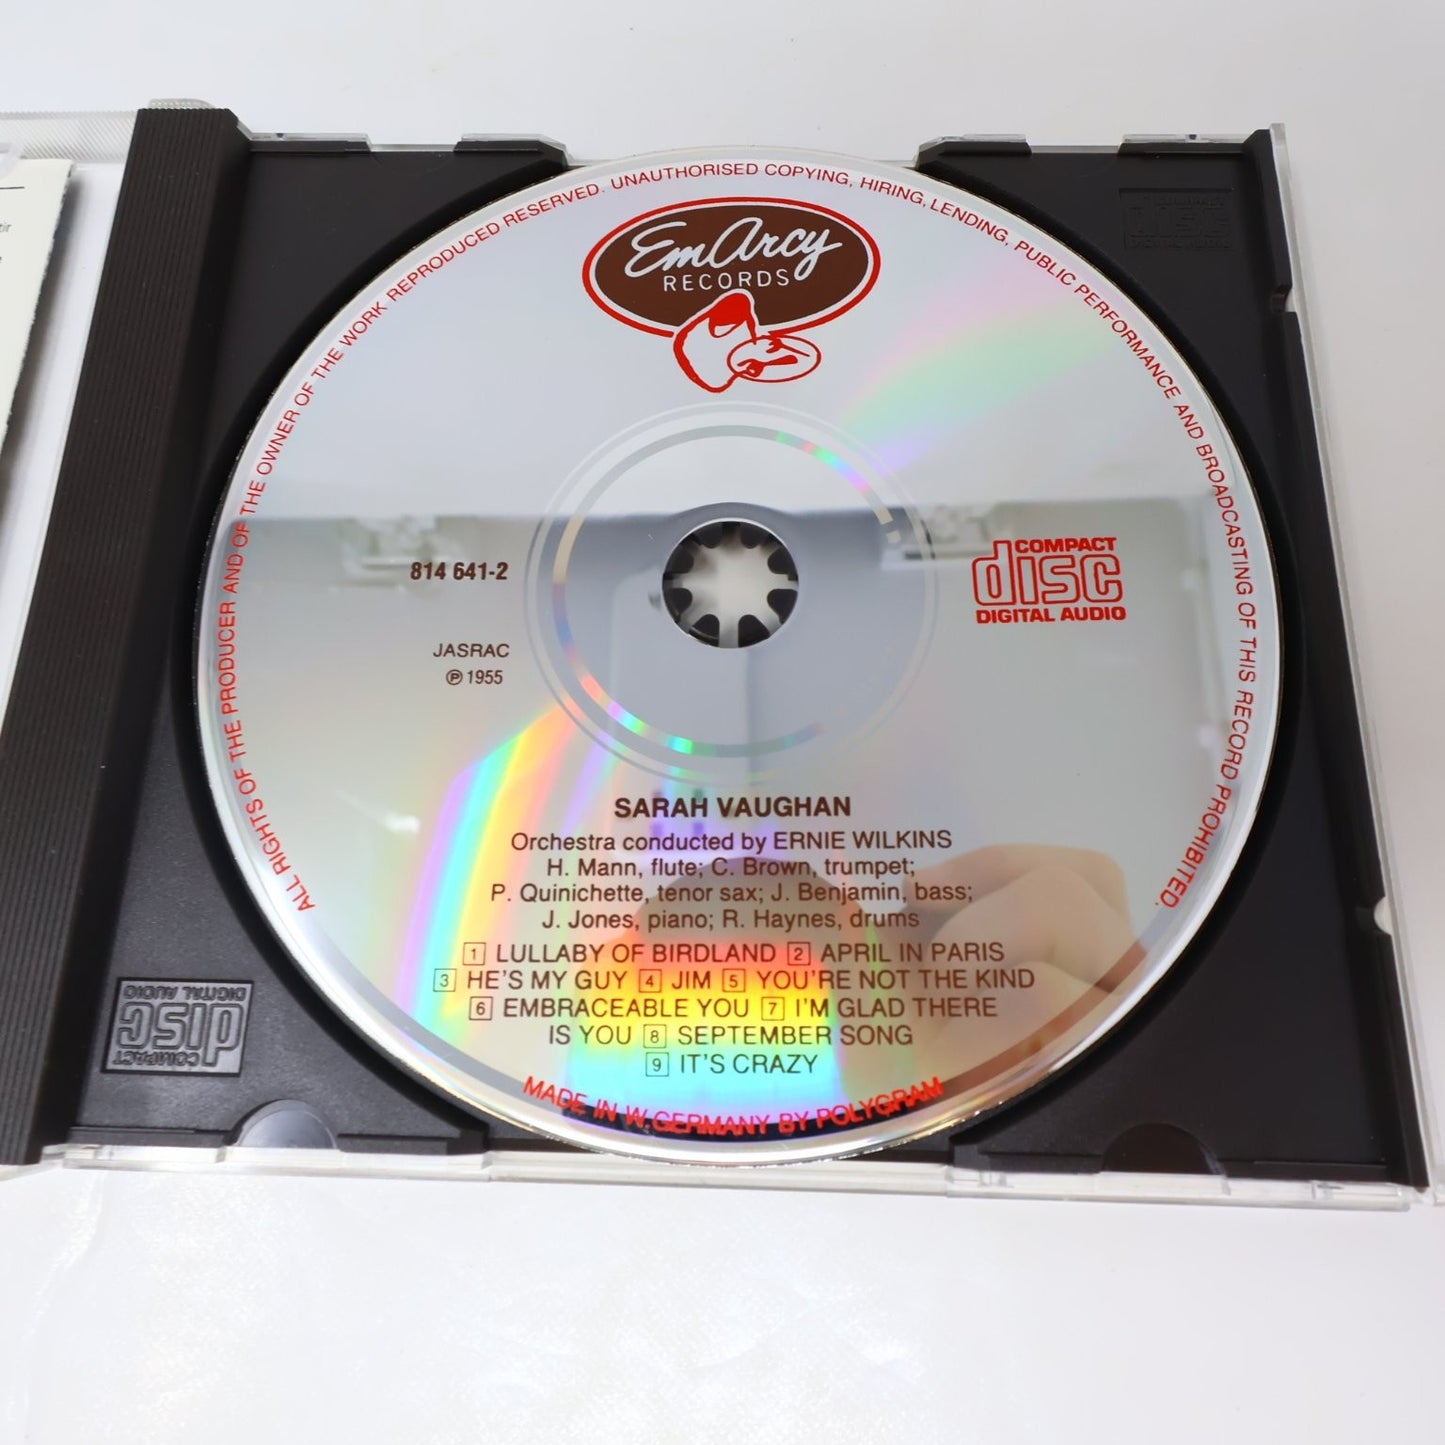 ALL RIGHTS OF THE PRODUCER AND OF THE OWNER OF THE WORK REPRODUCED RESERVED. UNAUTHORISED COPYING, HIRING, LENDING, PUBLIC PERFORMANCE AND BROADCASTING OF THIS RECORD PROHIBITED.
EmArcy
RECORDS
COMPACT
disc
DIGITAL AUDIO
814 641-2
JASRAC
℗ 1955
COMPACT
disc
DIGITAL AUDIO
SARAH VAUGHAN
Orchestra conducted by ERNIE WILKINS
H. Mann, flute; C. Brown, trumpet;
P. Quinichette, tenor sax; J. Benjamin, bass;
J. Jones, piano; R. Haynes, drums
1 LULLABY OF BIRDLAND 2 APRIL IN PARIS
3 HE'S MY GUY 4 JIM 5 YOU'RE NOT THE KIND
6 EMBRACEABLE YOU 7 I'M GLAD THERE
IS YOU 8 SEPTEMBER SONG
9 IT'S CRAZY
MADE IN W. GERMANY BY POLYGRAM
COMPACT
disc
DIGITAL AUDIO